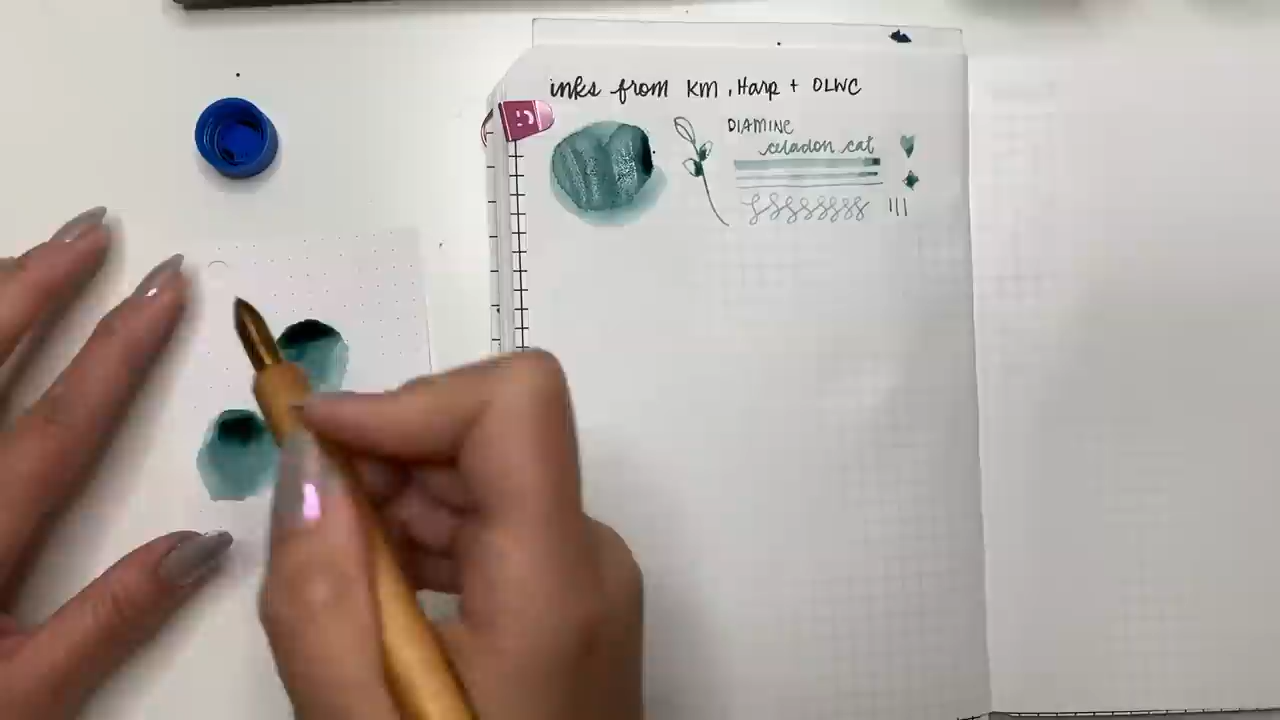 inks from KM, Harp + OLWC
DIAMINE
celadon cat